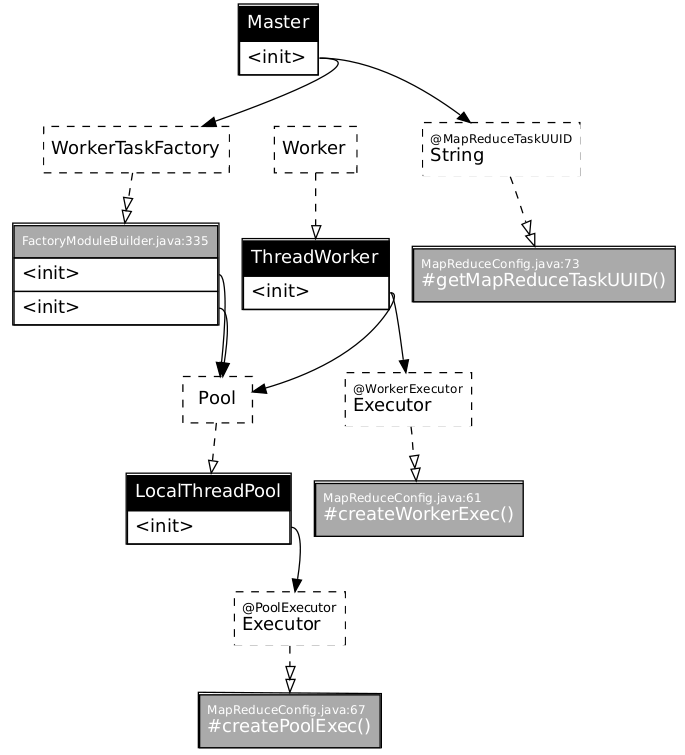 Master
<init>
WorkerTaskFactory
Worker
@MapReduceTaskUUID
String
FactoryModuleBuilder.java:335
<init>
<init>
ThreadWorker
<init>
MapReduceConfig.java:73
#getMapReduceTaskUUID()
Pool
@WorkerExecutor
Executor
LocalThreadPool
<init>
MapReduceConfig.java:61
#createWorkerExec()
@PoolExecutor
Executor
MapReduceConfig.java:67
#createPoolExec()